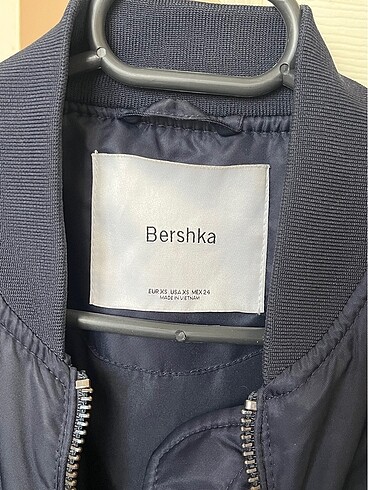 Bershka
EUR XS USA XS MEX 24
MADE IN VIETNAM